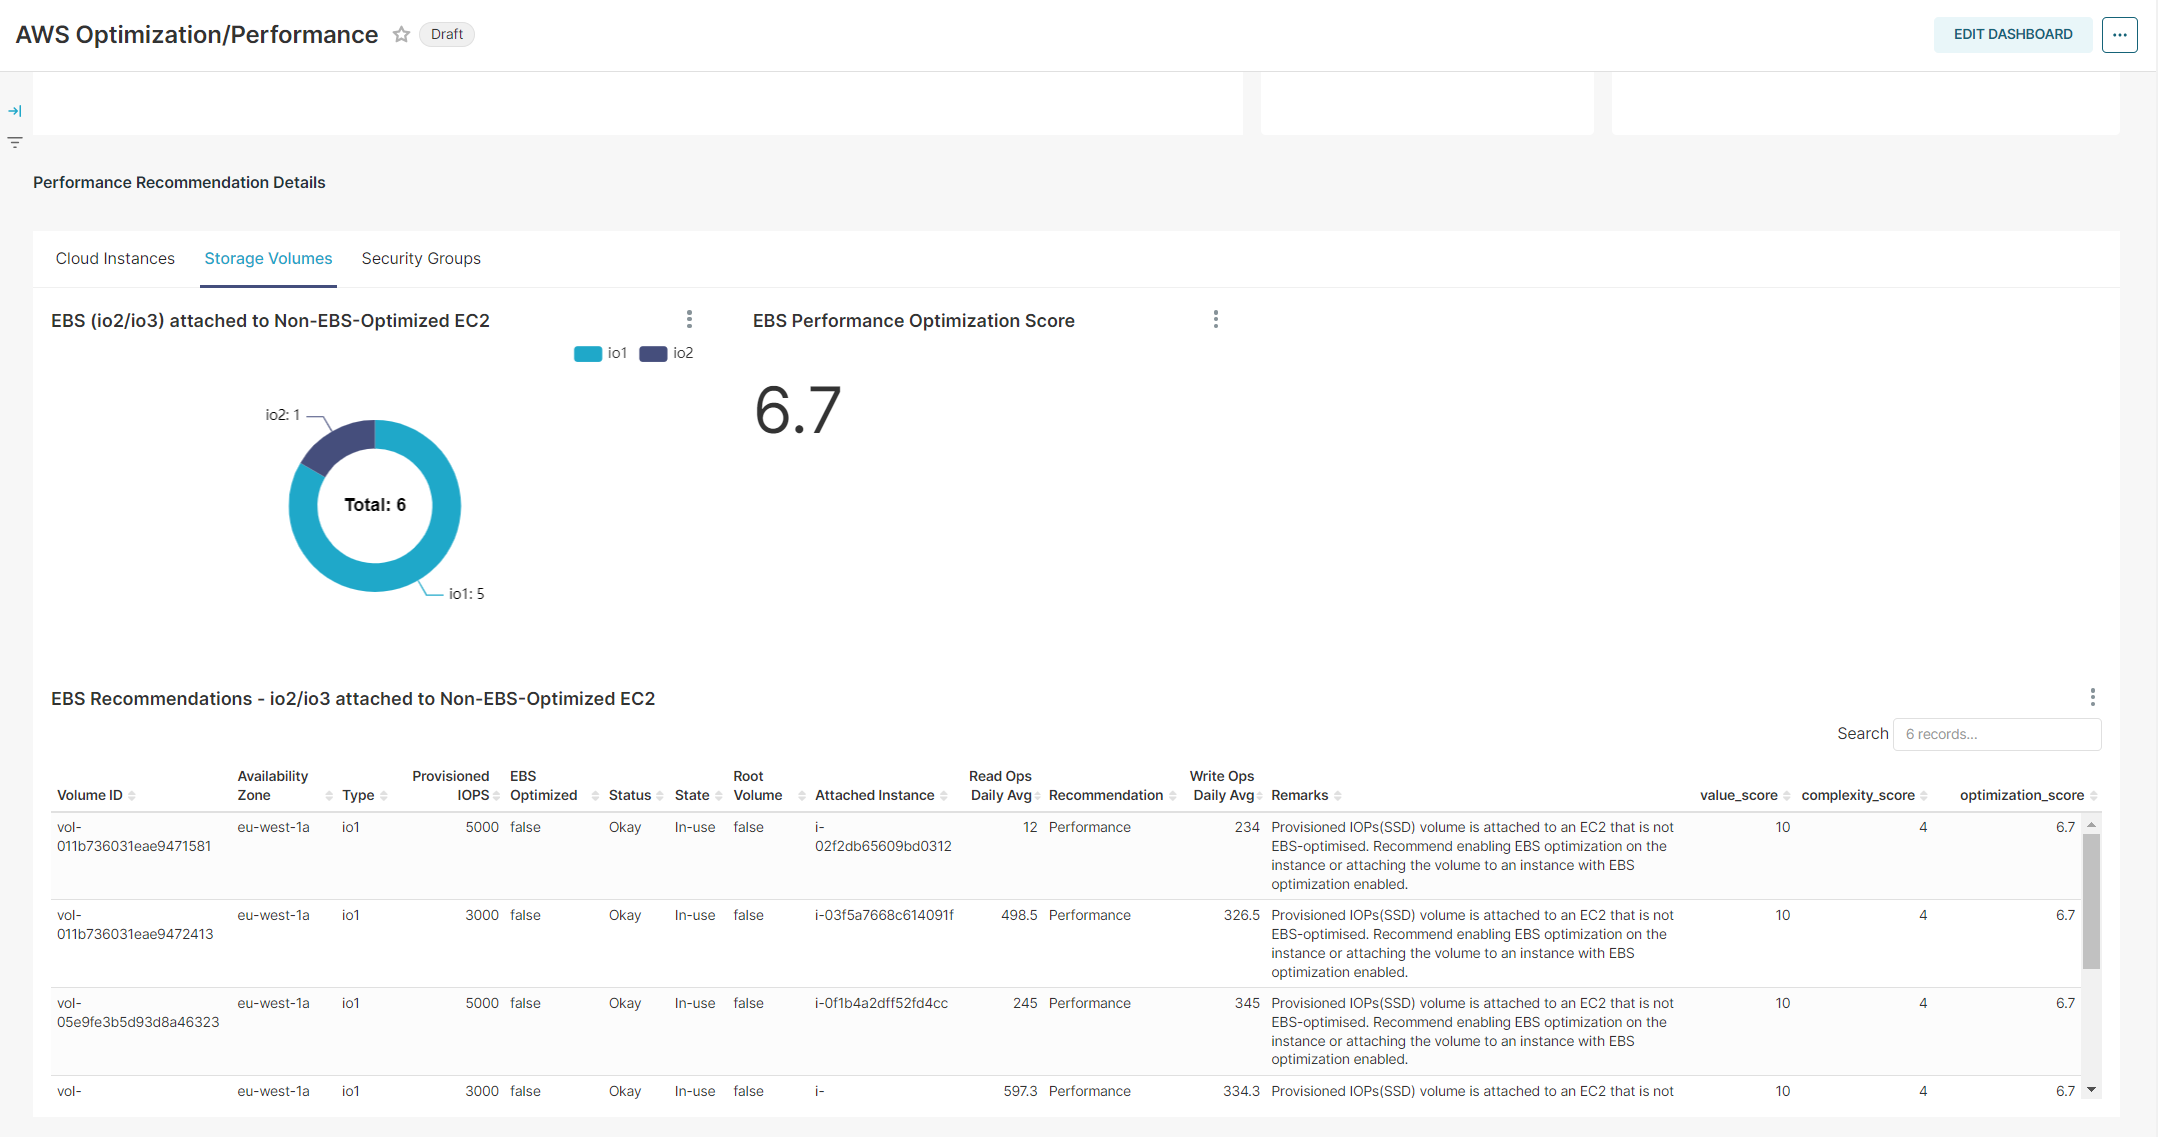 AWS Optimization/Performance Draft EDIT DASHBOARD ...
Performance Recommendation Details
Cloud Instances Storage Volumes Security Groups
EBS (io2/io3) attached to Non-EBS-Optimized EC2
io1 io2
io2: 1
Total: 6
io1: 5
EBS Performance Optimization Score
6.7
EBS Recommendations - io2/io3 attached to Non-EBS-Optimized EC2
Search 6 records...
Volume ID Availability Zone Type Provisioned IOPS EBS Optimized Status State Root Volume Attached Instance Read Ops Daily Avg Recommendation Write Ops Daily Avg Remarks value_score complexity_score optimization_score
vol- eu-west-1a io1 5000 false Okay In-use false i- 12 Performance 234 Provisioned IOPs(SSD) volume is attached to an EC2 that is not 10 4 6.7
011b736031eae9471581 02f2db65609bd0312 EBS-optimised. Recommend enabling EBS optimization on the
instance or attaching the volume to an instance with EBS
optimization enabled.
vol- eu-west-1a io1 3000 false Okay In-use false i-03f5a7668c614091f 498.5 Performance 326.5 Provisioned IOPs(SSD) volume is attached to an EC2 that is not 10 4 6.7
011b736031eae9472413 EBS-optimised. Recommend enabling EBS optimization on the
instance or attaching the volume to an instance with EBS
optimization enabled.
vol- eu-west-1a io1 5000 false Okay In-use false i-0f1b4a2dff52fd4cc 245 Performance 345 Provisioned IOPs(SSD) volume is attached to an EC2 that is not 10 4 6.7
05e9fe3b5d93d8a46323 EBS-optimised. Recommend enabling EBS optimization on the
instance or attaching the volume to an instance with EBS
optimization enabled.
vol- eu-west-1a io1 3000 false Okay In-use false i- 597.3 Performance 334.3 Provisioned IOPs(SSD) volume is attached to an EC2 that is not 10 4 6.7